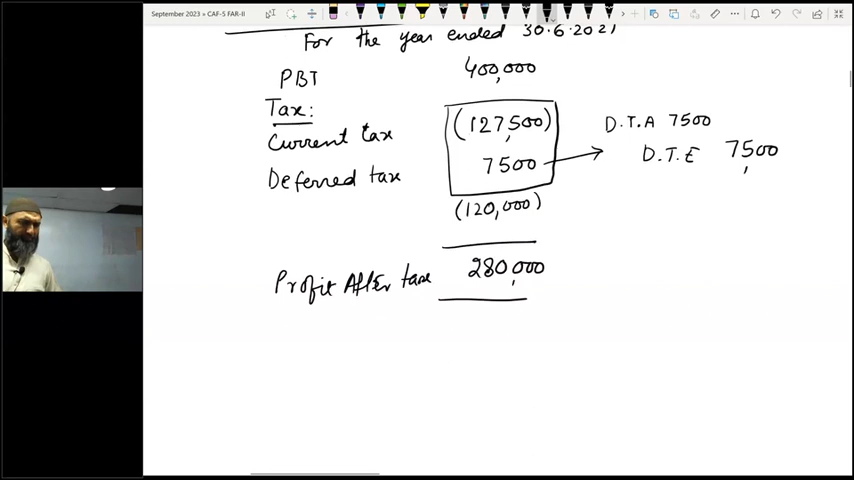 September 2023 » CAF-5 FAR-II
For the year ended 30.6.2021
PBT 400,000
Tax:
Current tax (127,500) D.T.A 7500
Deferred tax 7500 → D.T.E 7500
(120,000)
Profit After tax 280,000